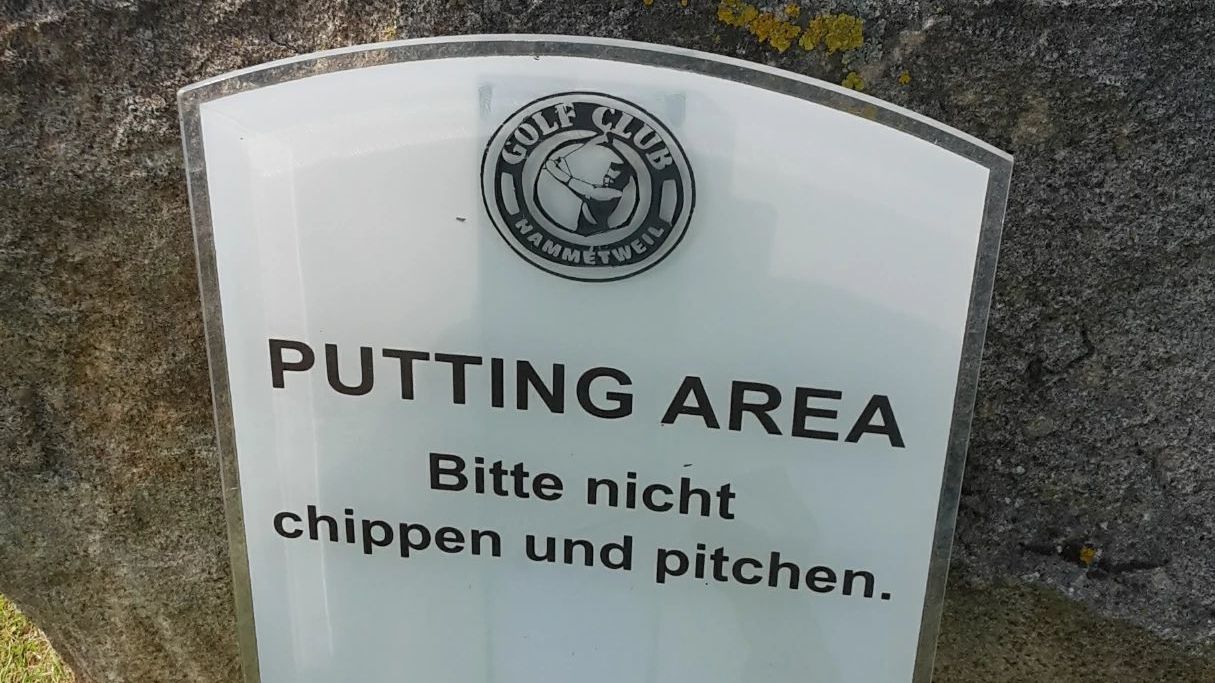 GOLF CLUB
HAMMETWEIL
PUTTING AREA
Bitte nicht
chippen und pitchen.